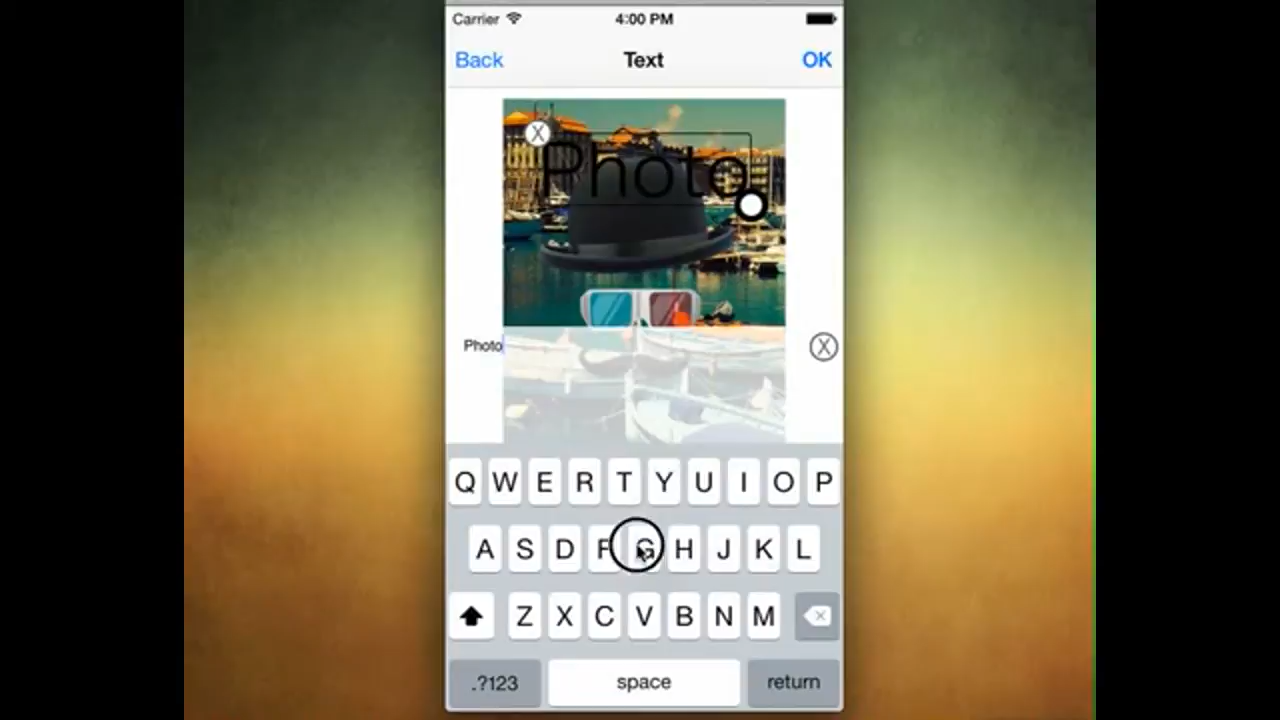 Carrier 4:00 PM
Back Text OK
X
Photo
Photo X
Q W E R T Y U I O P
A S D F G H J K L
Z X C V B N M
.?123 space return